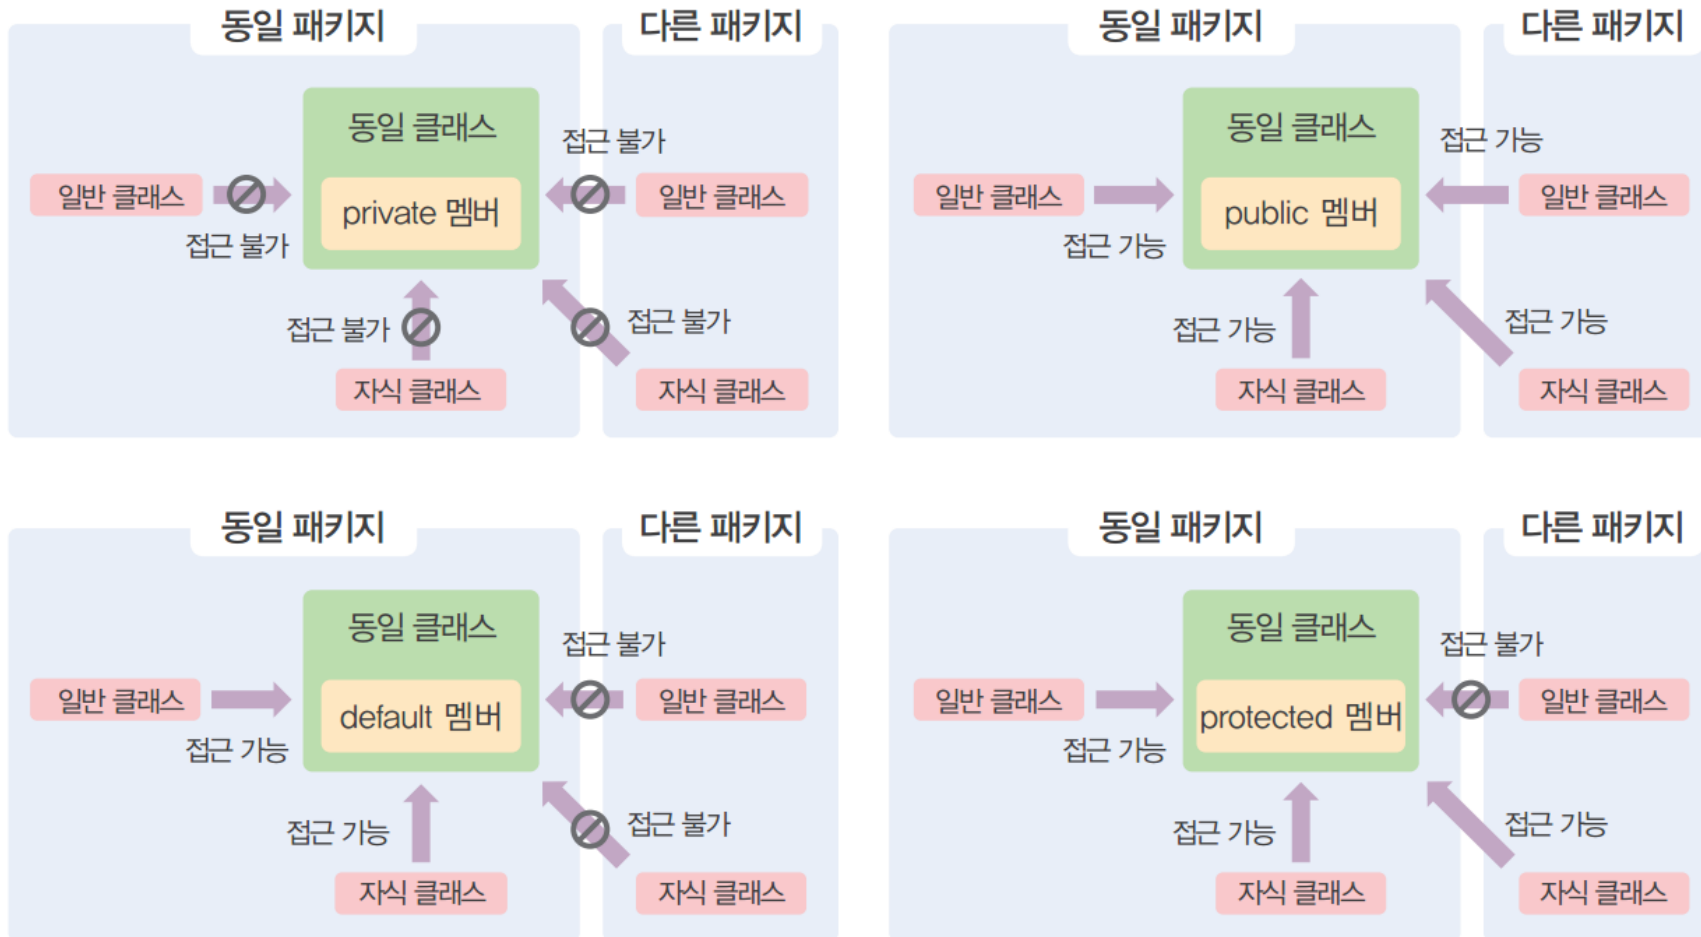 동일 패키지
다른 패키지
동일 클래스
접근 불가
일반 클래스
private 멤버
일반 클래스
접근 불가
접근 불가
접근 불가
자식 클래스
자식 클래스
동일 패키지
다른 패키지
동일 클래스
접근 가능
일반 클래스
public 멤버
일반 클래스
접근 가능
접근 가능
접근 가능
자식 클래스
자식 클래스
동일 패키지
다른 패키지
동일 클래스
접근 불가
일반 클래스
default 멤버
일반 클래스
접근 가능
접근 가능
접근 불가
자식 클래스
자식 클래스
동일 패키지
다른 패키지
동일 클래스
접근 불가
일반 클래스
protected 멤버
일반 클래스
접근 가능
접근 가능
접근 가능
자식 클래스
자식 클래스